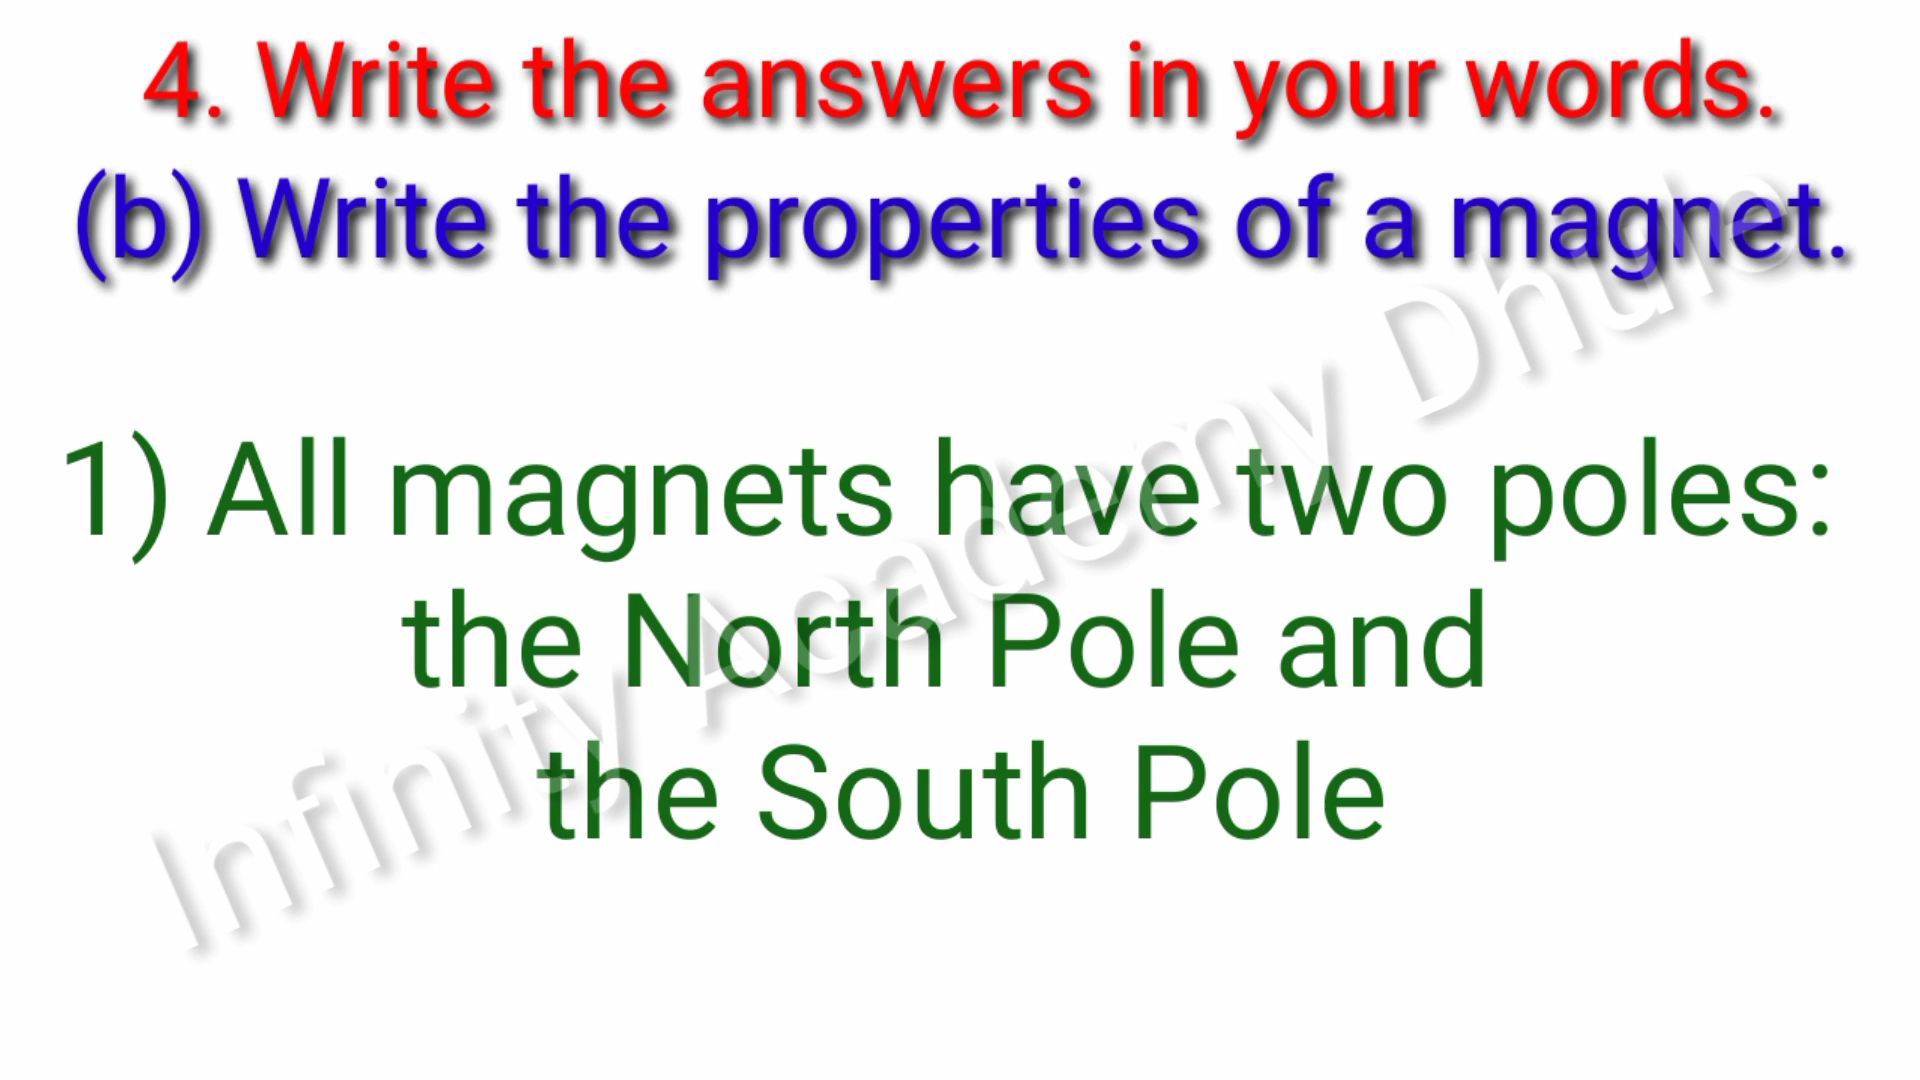 4. Write the answers in your words.
(b) Write the properties of a magnet.
1) All magnets have two poles:
the North Pole and
the South Pole
Infinity Academy Dhule